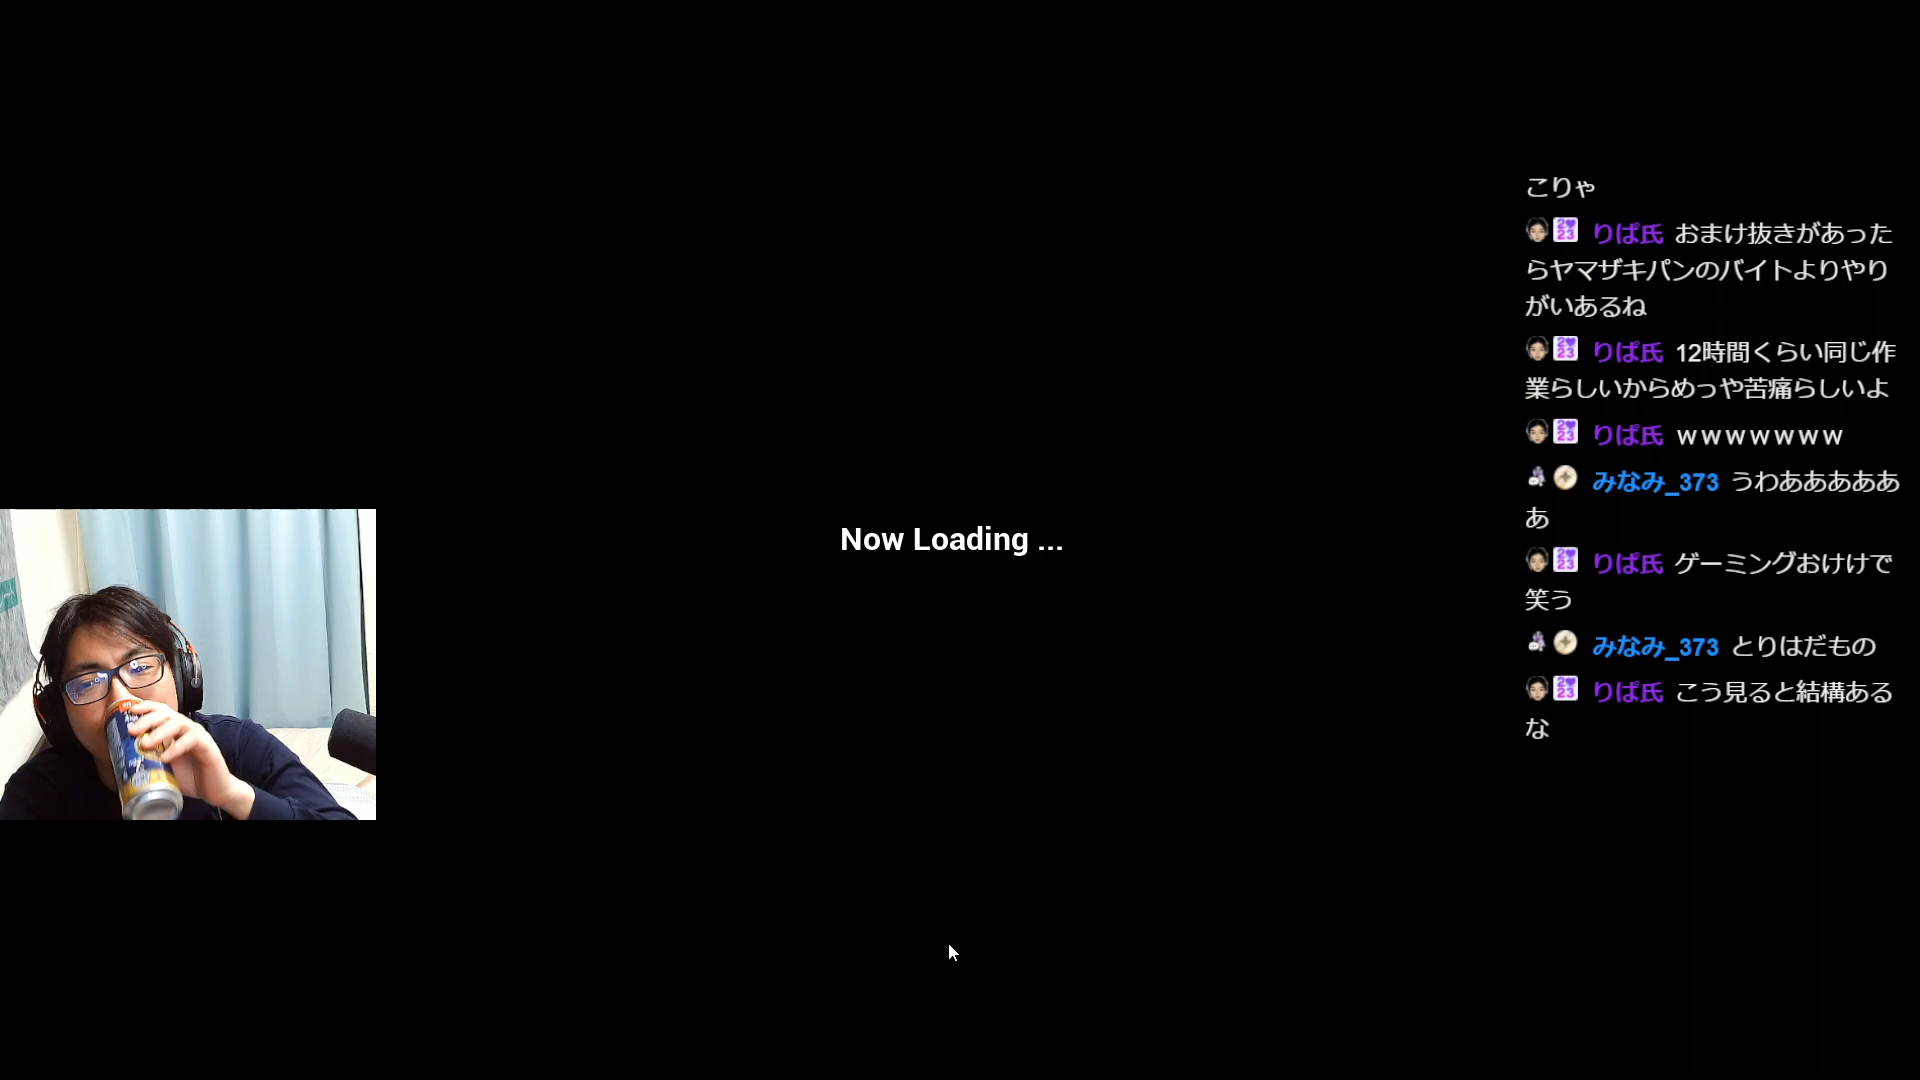 こりゃ
りぱ氏 おまけ抜きがあった
らヤマザキパンのバイトよりやり
がいあるね
りぱ氏 12時間くらい同じ作
業らしいからめっや苦痛らしいよ
りぱ氏 ｗｗｗｗｗｗｗ
みなみ_373 うわあああああ
あ
りぱ氏 ゲーミングおけけで
笑う
みなみ_373 とりはだもの
りぱ氏 こう見ると結構ある
な
Now Loading ...